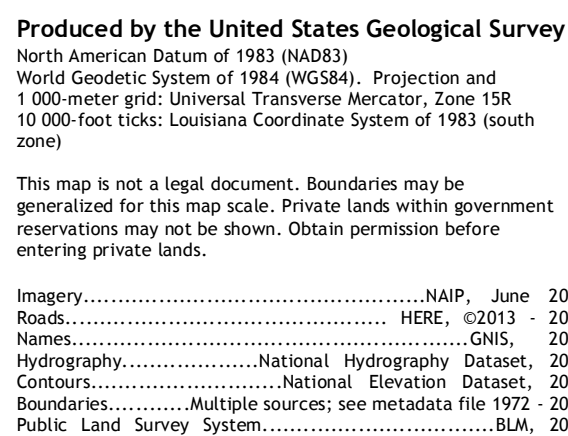 Produced by the United States Geological Survey
North American Datum of 1983 (NAD83)
World Geodetic System of 1984 (WGS84). Projection and
1 000-meter grid: Universal Transverse Mercator, Zone 15R
10 000-foot ticks: Louisiana Coordinate System of 1983 (south
zone)
This map is not a legal document. Boundaries may be
generalized for this map scale. Private lands within government
reservations may not be shown. Obtain permission before
entering private lands.
Imagery..................................................NAIP, June 20
Roads............................................... HERE, ©2013 - 20
Names..........................................................GNIS, 20
Hydrography....................National Hydrography Dataset, 20
Contours............................National Elevation Dataset, 20
Boundaries............Multiple sources; see metadata file 1972 - 20
Public Land Survey System..................................BLM, 20